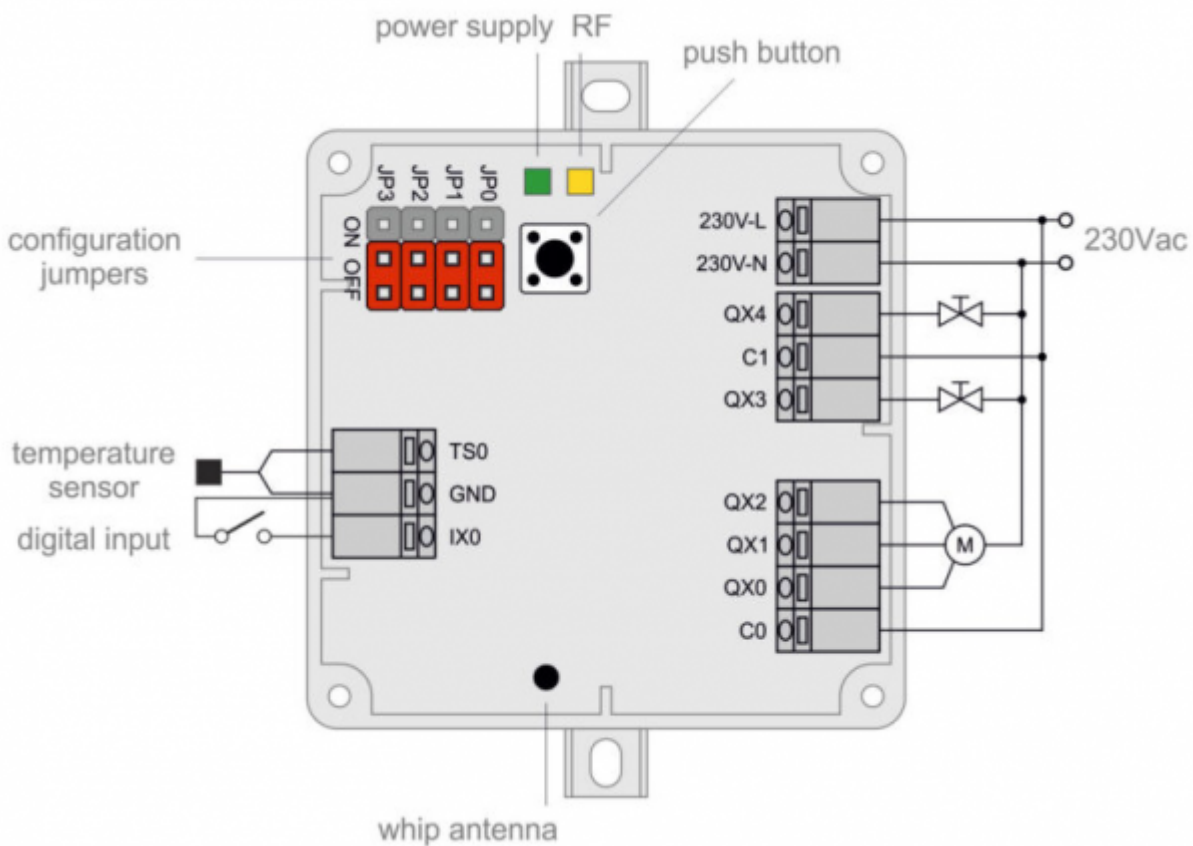 power supply RF
push button
JP3 JP2 JP1 JP0
ON OFF
configuration
jumpers
230V-L
230V-N
230Vac
QX4
C1
QX3
temperature
sensor
digital input
TS0
GND
IX0
QX2
QX1
QX0
C0
M
whip antenna